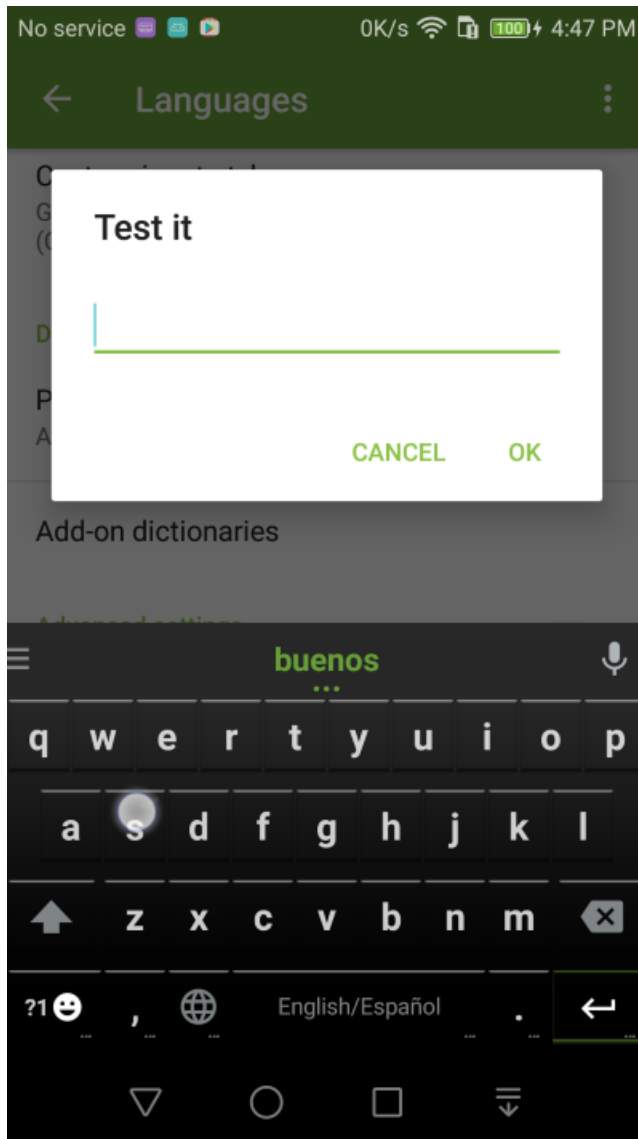 No service 0K/s 100 4:47 PM
Languages
Test it
CANCEL OK
Add-on dictionaries
buenos
q w e r t y u i o p
a s d f g h j k l
z x c v b n m
?1 , English/Español .